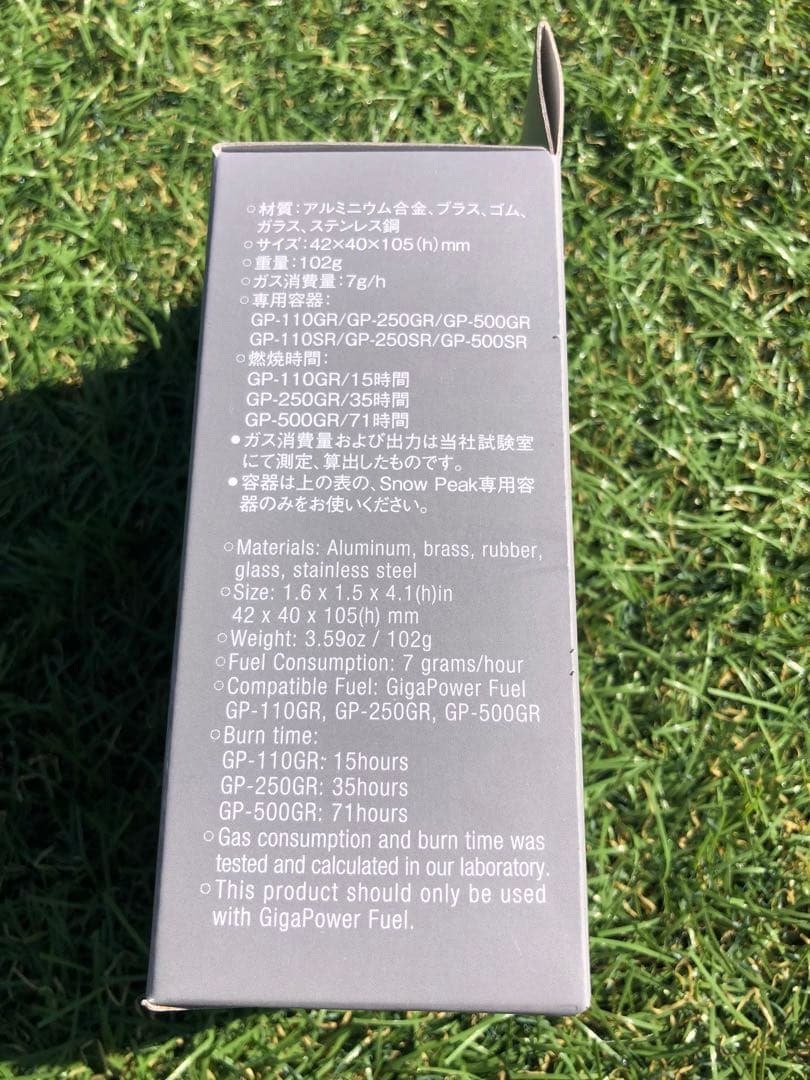 ○材質：アルミニウム合金、ブラス、ゴム、
ガラス、ステンレス鋼
○サイズ：42×40×105(h)mm
○重量：102g
○ガス消費量：7g/h
○専用容器：
GP-110GR/GP-250GR/GP-500GR
GP-110SR/GP-250SR/GP-500SR
○燃焼時間：
GP-110GR/15時間
GP-250GR/35時間
GP-500GR/71時間
●ガス消費量および出力は当社試験室
にて測定、算出したものです。
●容器は上の表の、Snow Peak専用容
器のみをお使いください。
○Materials: Aluminum, brass, rubber,
glass, stainless steel
○Size: 1.6 x 1.5 x 4.1(h)in
42 x 40 x 105(h) mm
○Weight: 3.59oz / 102g
○Fuel Consumption: 7 grams/hour
○Compatible Fuel: GigaPower Fuel
GP-110GR, GP-250GR, GP-500GR
○Burn time:
GP-110GR: 15hours
GP-250GR: 35hours
GP-500GR: 71hours
○Gas consumption and burn time was
tested and calculated in our laboratory.
○This product should only be used
with GigaPower Fuel.